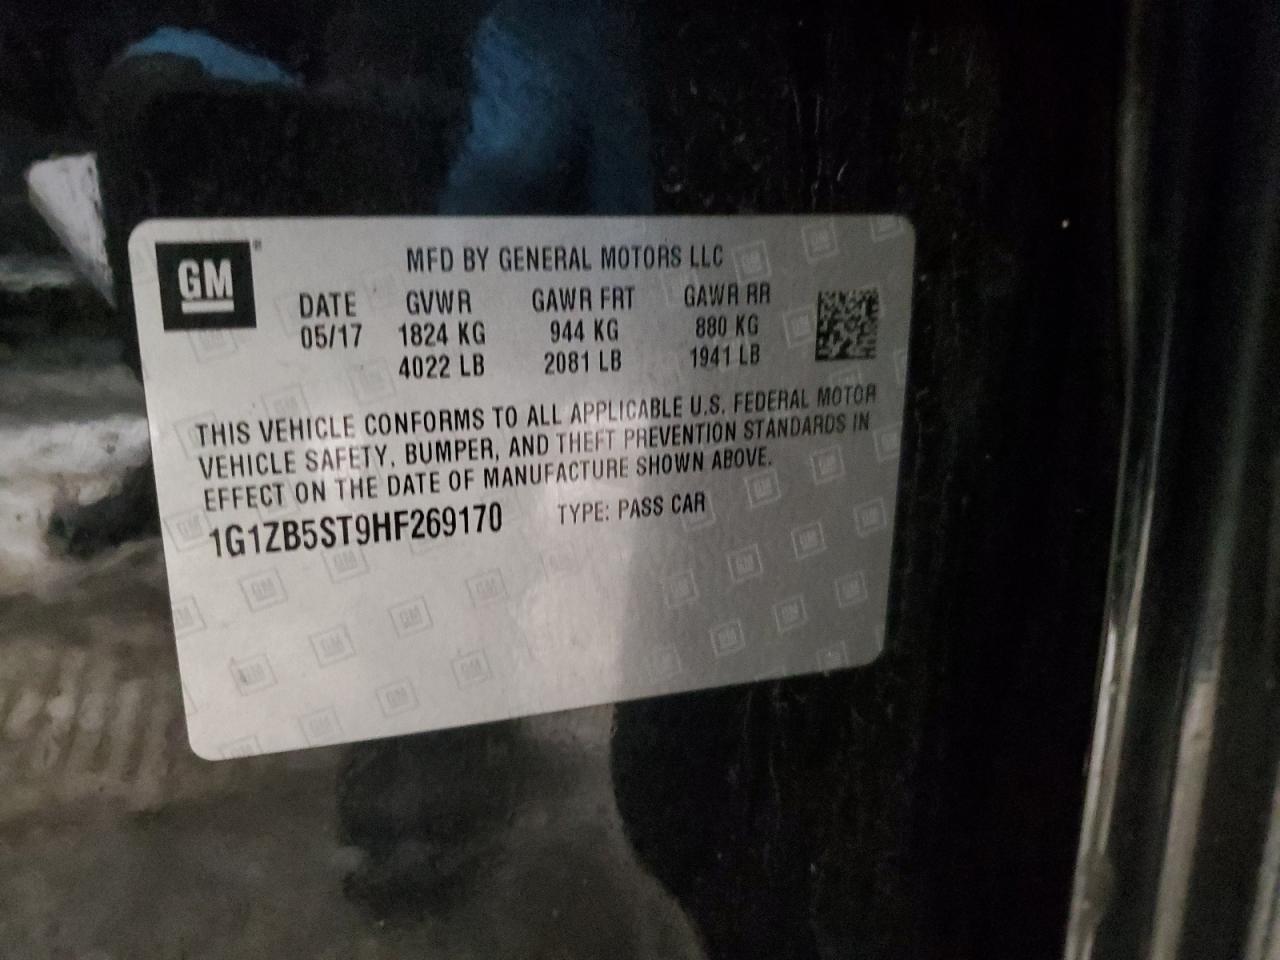 GM®
MFD BY GENERAL MOTORS LLC
DATE GVWR GAWR FRT GAWR RR
05/17 1824 KG 944 KG 880 KG
4022 LB 2081 LB 1941 LB
THIS VEHICLE CONFORMS TO ALL APPLICABLE U.S. FEDERAL MOTOR
VEHICLE SAFETY, BUMPER, AND THEFT PREVENTION STANDARDS IN
EFFECT ON THE DATE OF MANUFACTURE SHOWN ABOVE.
1G1ZB5ST9HF269170 TYPE: PASS CAR